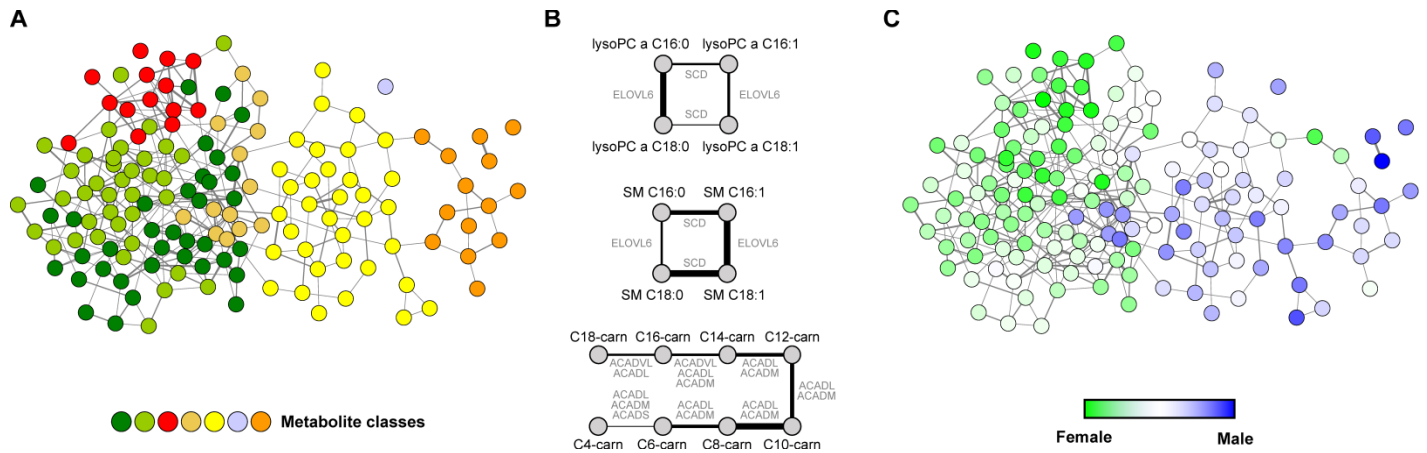 A
B
C
lysoPC a C16:0 lysoPC a C16:1
SCD
ELOVL6 ELOVL6
SCD
lysoPC a C18:0 lysoPC a C18:1
SM C16:0 SM C16:1
SCD
ELOVL6 ELOVL6
SCD
SM C18:0 SM C18:1
C18-carn C16-carn C14-carn C12-carn
ACADVL ACADVL ACADL
ACADL ACADL ACADM
ACADM
ACADL
ACADM
ACADL
ACADM ACADL ACADL
ACADS ACADM ACADM
C4-carn C6-carn C8-carn C10-carn
Metabolite classes
Female Male